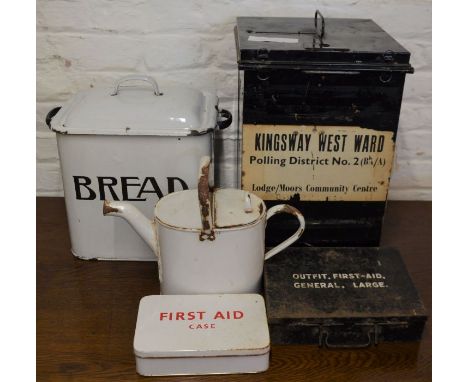 KINGSWAY WEST WARD
Polling District No. 2
Lodge/Moors Community Centre
BREAD
OUTFIT, FIRST-AID,
GENERAL, LARGE.
FIRST AID
CASE